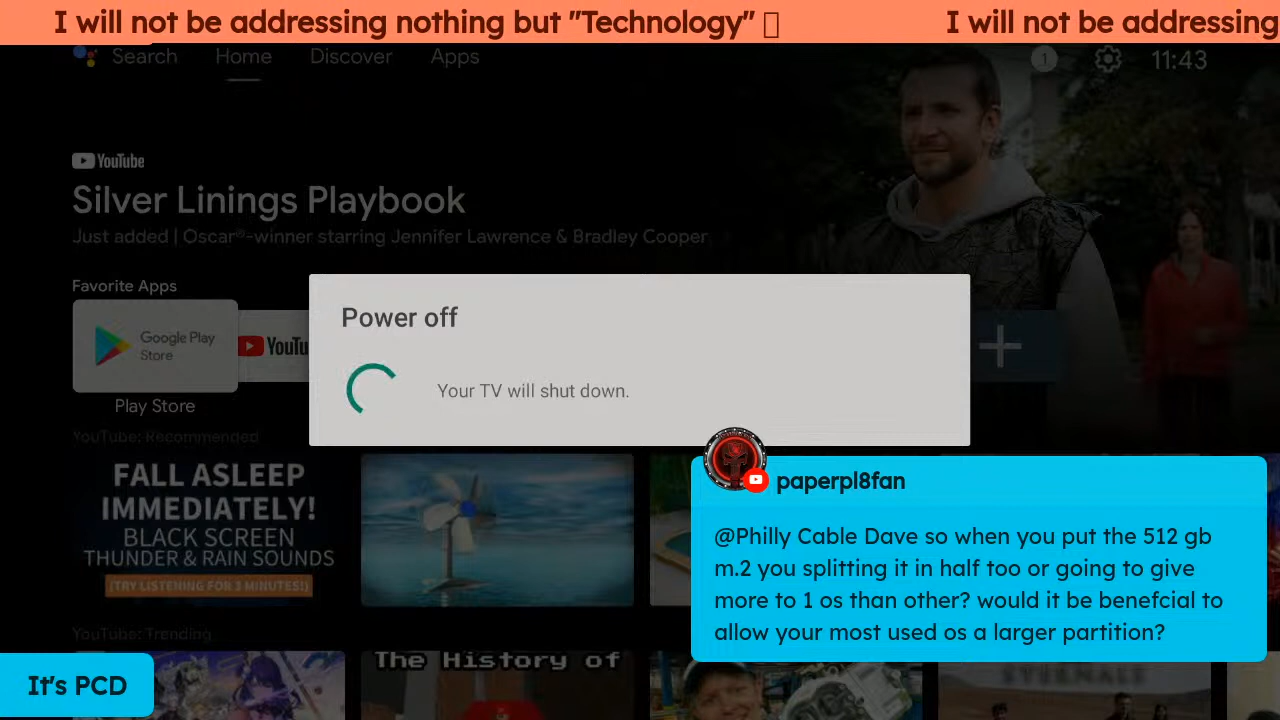 I will not be addressing nothing but "Technology" I will not be addressing
Search Home Discover Apps 1 11:43
YouTube
Silver Linings Playbook
Just added | Oscar®-winner starring Jennifer Lawrence & Bradley Cooper
Favorite Apps
Google Play
Store
YouTu
Play Store
Power off
Your TV will shut down.
YouTube: Recommended
FALL ASLEEP
IMMEDIATELY!
BLACK SCREEN
THUNDER & RAIN SOUNDS
(TRY LISTENING FOR 3 MINUTES!)
paperpl8fan
@Philly Cable Dave so when you put the 512 gb
m.2 you splitting it in half too or going to give
more to 1 os than other? would it be benefcial to
allow your most used os a larger partition?
YouTube: Trending
The History of
ETERNALS
It's PCD